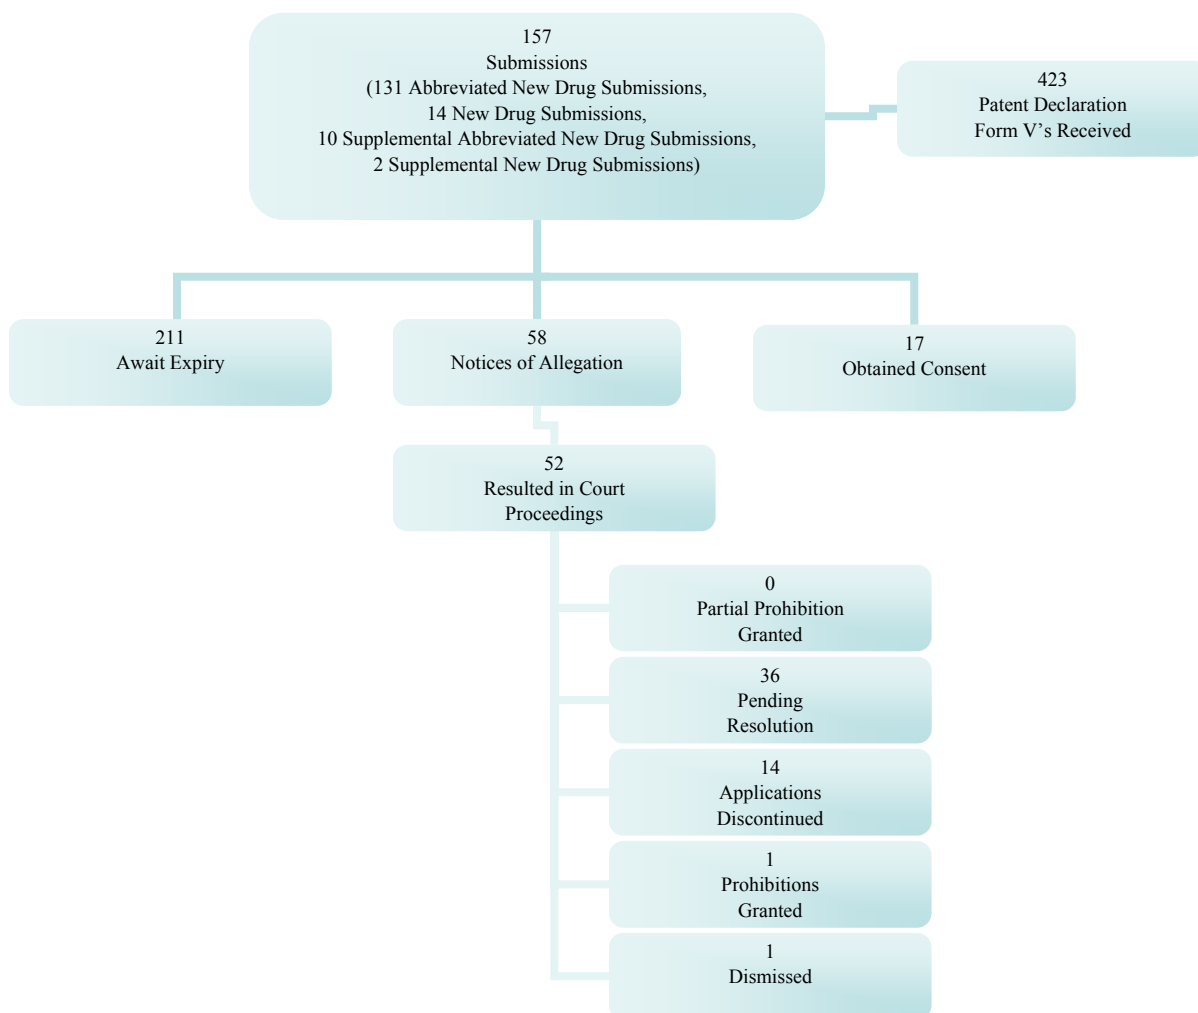 157
Submissions
(131 Abbreviated New Drug Submissions,
14 New Drug Submissions,
10 Supplemental Abbreviated New Drug Submissions,
2 Supplemental New Drug Submissions)
423
Patent Declaration
Form V's Received
211
Await Expiry
58
Notices of Allegation
17
Obtained Consent
52
Resulted in Court
Proceedings
0
Partial Prohibition
Granted
36
Pending
Resolution
14
Applications
Discontinued
1
Prohibitions
Granted
1
Dismissed